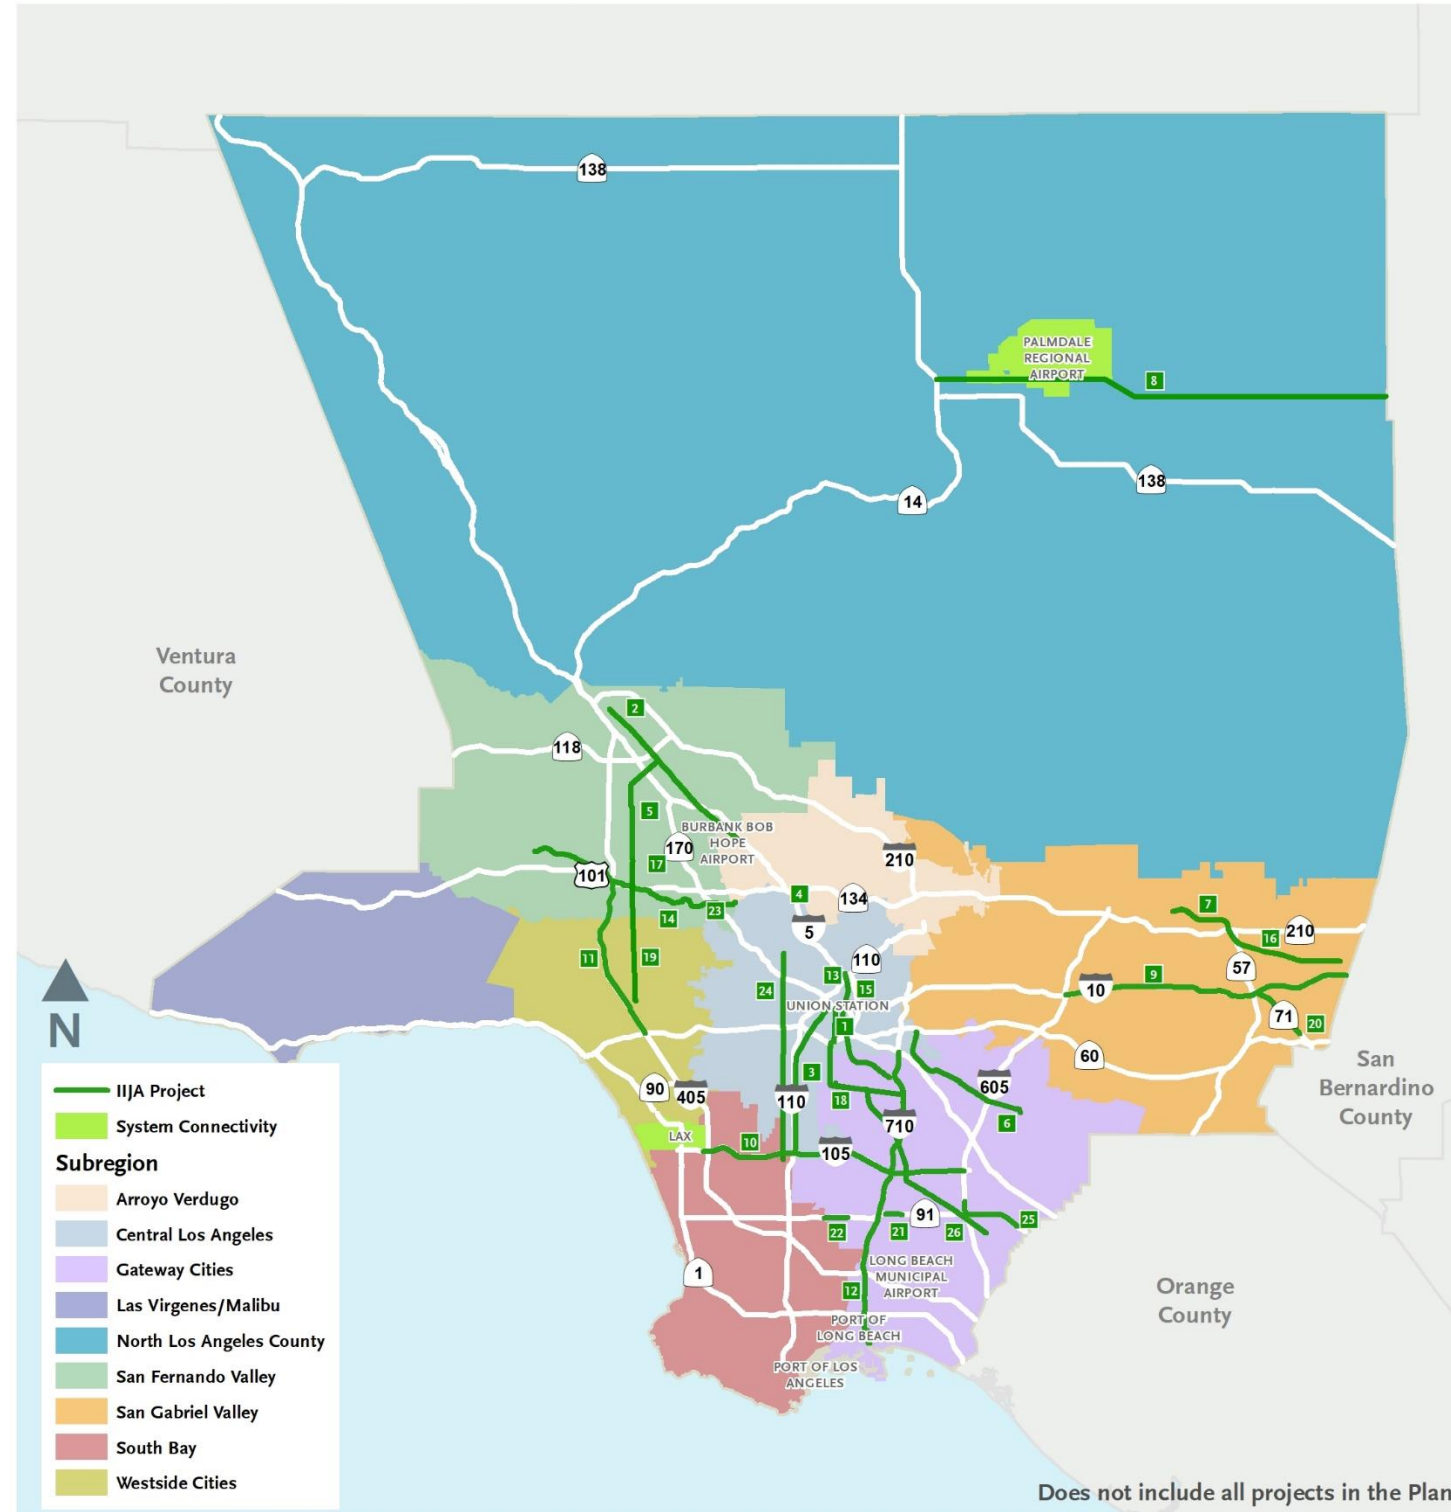 138
PALMDALE
REGIONAL
AIRPORT
8
138
14
Ventura
County
2
118
5
BURBANK BOB
HOPE
AIRPORT
170
17
210
101
4
134
7
14
23
5
16
210
11
19
110
57
13
24
15
9
10
UNION STATION
71
1
20
N
60
San
Bernardino
County
3
605
90
405
110
18
6
710
LAX
10
105
91
25
22
21
26
LONG BEACH
MUNICIPAL
AIRPORT
1
12
Orange
County
PORT OF
LONG BEACH
PORT OF LOS
ANGELES
IIJA Project
System Connectivity
Subregion
Arroyo Verdugo
Central Los Angeles
Gateway Cities
Las Virgenes/Malibu
North Los Angeles County
San Fernando Valley
San Gabriel Valley
South Bay
Westside Cities
Does not include all projects in the Plan